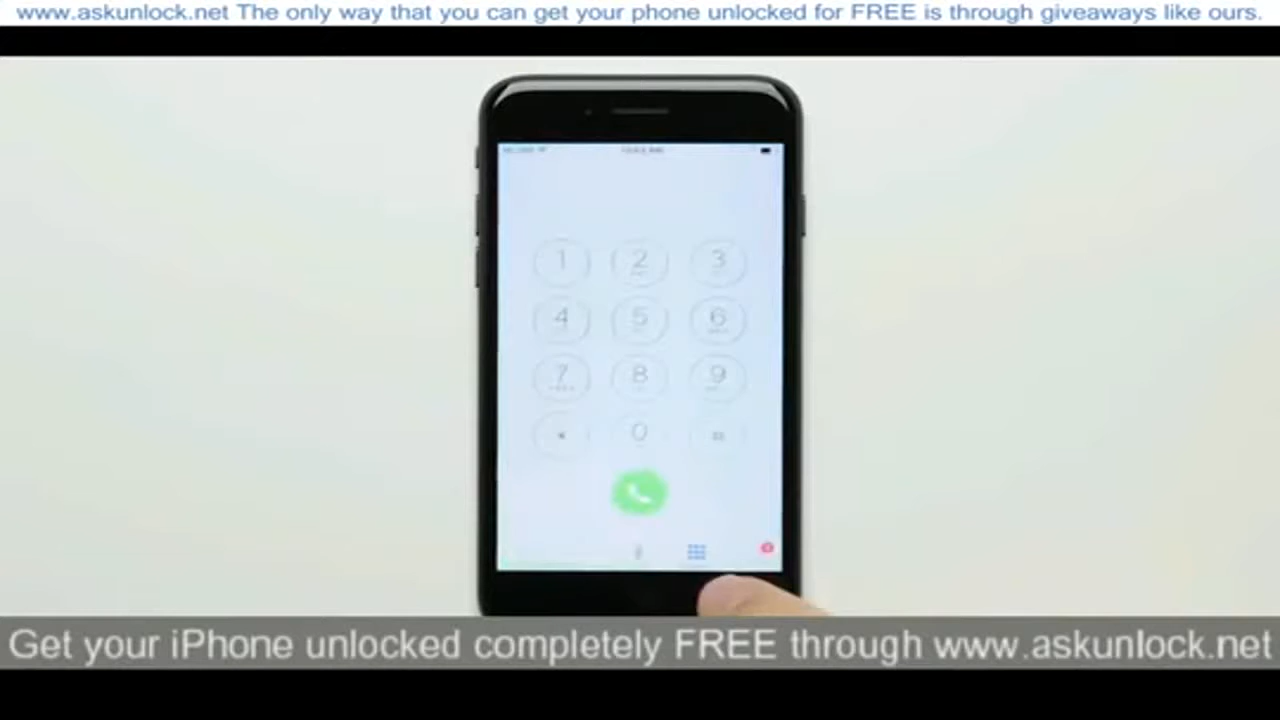 www.askunlock.net The only way that you can get your phone unlocked for FREE is through giveaways like ours.
1 2 3
4 5 6
7 8 9
0
Get your iPhone unlocked completely FREE through www.askunlock.net